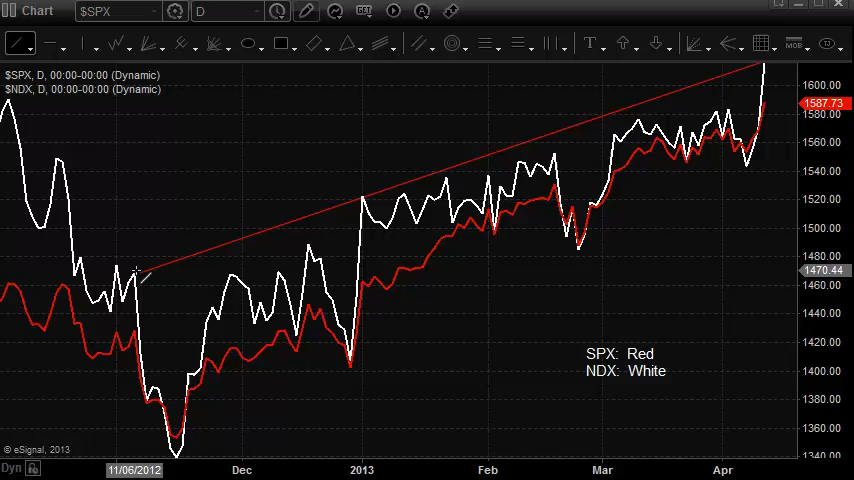 Chart
$SPX
D
GET
A
T
MOB
TJ
$SPX, D, 00:00-00:00 (Dynamic)
$NDX, D, 00:00-00:00 (Dynamic)
1600.00
1587.73
1580.00
1560.00
1540.00
1520.00
1500.00
1480.00
1470.44
1460.00
1440.00
1420.00
1400.00
1380.00
1360.00
1340.00
SPX: Red
NDX: White
© eSignal, 2013
Dyn
11/06/2012
Dec
2013
Feb
Mar
Apr